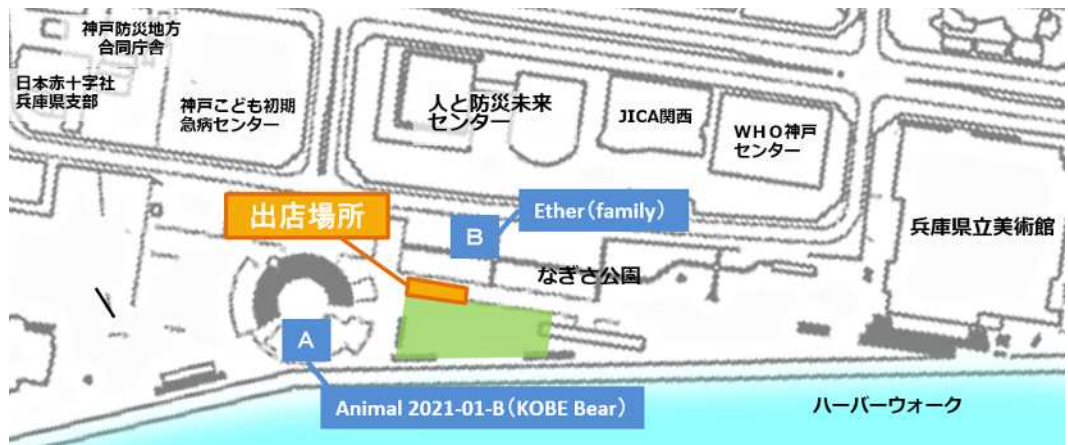 神戸防災地方
合同庁舎
日本赤十字社
兵庫県支部
神戸こども初期
急病センター
人と防災未来
センター
JICA関西
WHO神戸
センター
兵庫県立美術館
出店場所
B
Ether(family)
なぎさ公園
A
Animal 2021-01-B(KOBE Bear)
ハーバーウォーク